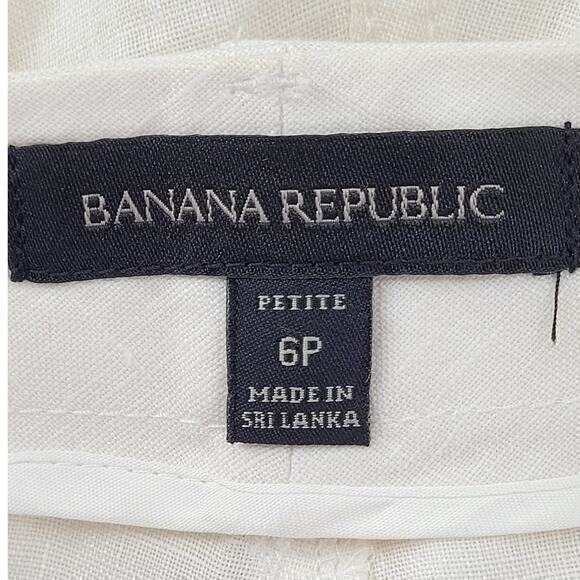 BANANA REPUBLIC
PETITE
6P
MADE IN
SRI LANKA